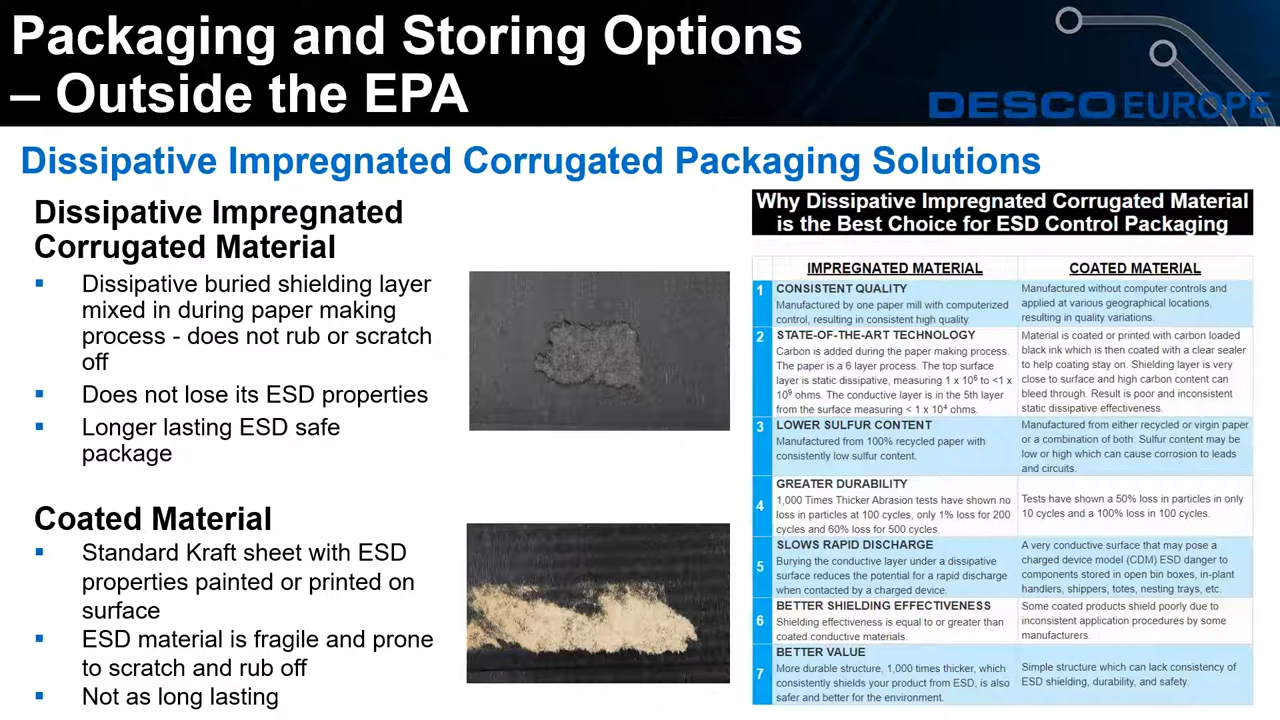 Packaging and Storing Options
– Outside the EPA
DESCO EUROPE
Dissipative Impregnated Corrugated Packaging Solutions
Dissipative Impregnated
Corrugated Material
▪ Dissipative buried shielding layer
mixed in during paper making
process - does not rub or scratch
off
▪ Does not lose its ESD properties
▪ Longer lasting ESD safe
package
Coated Material
▪ Standard Kraft sheet with ESD
properties painted or printed on
surface
▪ ESD material is fragile and prone
to scratch and rub off
▪ Not as long lasting
Why Dissipative Impregnated Corrugated Material
is the Best Choice for ESD Control Packaging
IMPREGNATED MATERIAL
COATED MATERIAL
1
CONSISTENT QUALITY
Manufactured by one paper mill with computerized
control, resulting in consistent high quality.
Manufactured without computer controls and
applied at various geographical locations,
resulting in quality variations.
2
STATE-OF-THE-ART TECHNOLOGY
Carbon is added during the paper making process.
The paper is a 6 layer process. The top surface
layer is static dissipative, measuring 1 x 10⁶ to <1 x
10⁹ ohms. The conductive layer is in the 5th layer
from the surface measuring < 1 x 10⁴ ohms.
Material is coated or printed with carbon loaded
black ink which is then coated with a clear sealer
to help coating stay on. Shielding layer is very
close to surface and high carbon content can
bleed through. Result is poor and inconsistent
static dissipative effectiveness.
3
LOWER SULFUR CONTENT
Manufactured from 100% recycled paper with
consistently low sulfur content.
Manufactured from either recycled or virgin paper
or a combination of both. Sulfur content may be
low or high which can cause corrosion to leads
and circuits.
4
GREATER DURABILITY
1,000 Times Thicker Abrasion tests have shown no
loss in particles at 100 cycles, only 1% loss for 200
cycles and 60% loss for 500 cycles.
Tests have shown a 50% loss in particles in only
10 cycles and a 100% loss in 100 cycles.
5
SLOWS RAPID DISCHARGE
Burying the conductive layer under a dissipative
surface reduces the potential for a rapid discharge
when contacted by a charged device.
A very conductive surface that may pose a
charged device model (CDM) ESD danger to
components stored in open bin boxes, in-plant
handlers, shippers, totes, nesting trays, etc.
6
BETTER SHIELDING EFFECTIVENESS
Shielding effectiveness is equal to or greater than
coated conductive materials.
Some coated products shield poorly due to
inconsistent application procedures by some
manufacturers.
7
BETTER VALUE
More durable structure, 1,000 times thicker, which
consistently shields your product from ESD, is also
safer and better for the environment.
Simple structure which can lack consistency of
ESD shielding, durability, and safety.